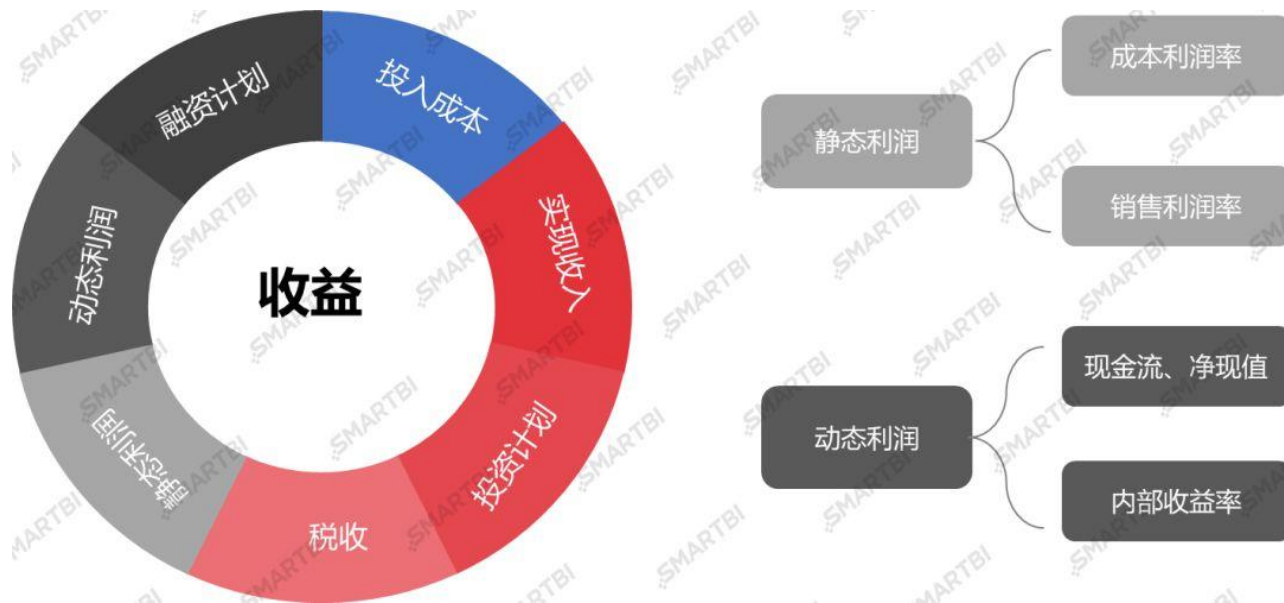 融资计划
投入成本
实现收入
投资计划
税收
静态利润
动态利润
收益
静态利润
成本利润率
销售利润率
动态利润
现金流、净现值
内部收益率
SMARTBI